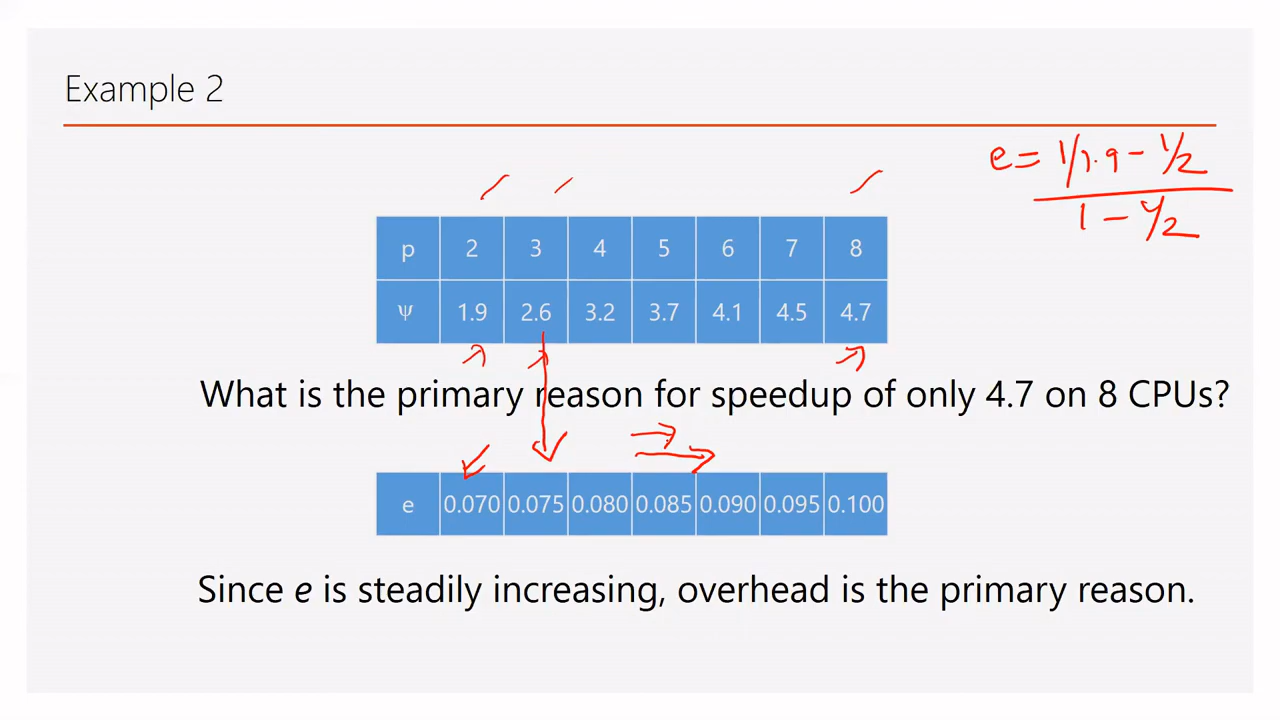 Example 2
e = 1/1.9 - 1/2
1 - 1/2
p 2 3 4 5 6 7 8
ψ 1.9 2.6 3.2 3.7 4.1 4.5 4.7
What is the primary reason for speedup of only 4.7 on 8 CPUs?
e 0.070 0.075 0.080 0.085 0.090 0.095 0.100
Since e is steadily increasing, overhead is the primary reason.